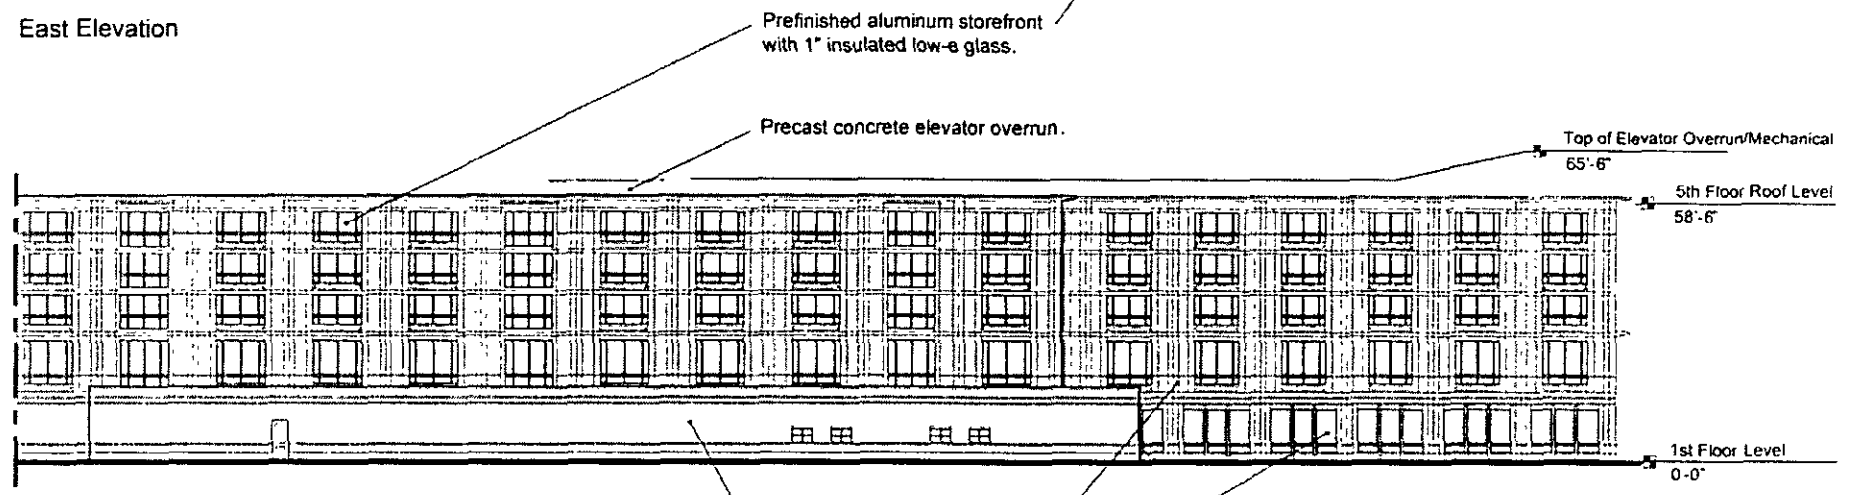 East Elevation
Prefinished aluminum storefront
with 1" insulated low-e glass.
Precast concrete elevator overrun.
Top of Elevator Overrun/Mechanical
65'-6"
5th Floor Roof Level
58'-6"
1st Floor Level
0-0"